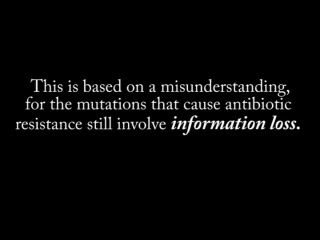 This is based on a misunderstanding,
for the mutations that cause antibiotic
resistance still involve information loss.